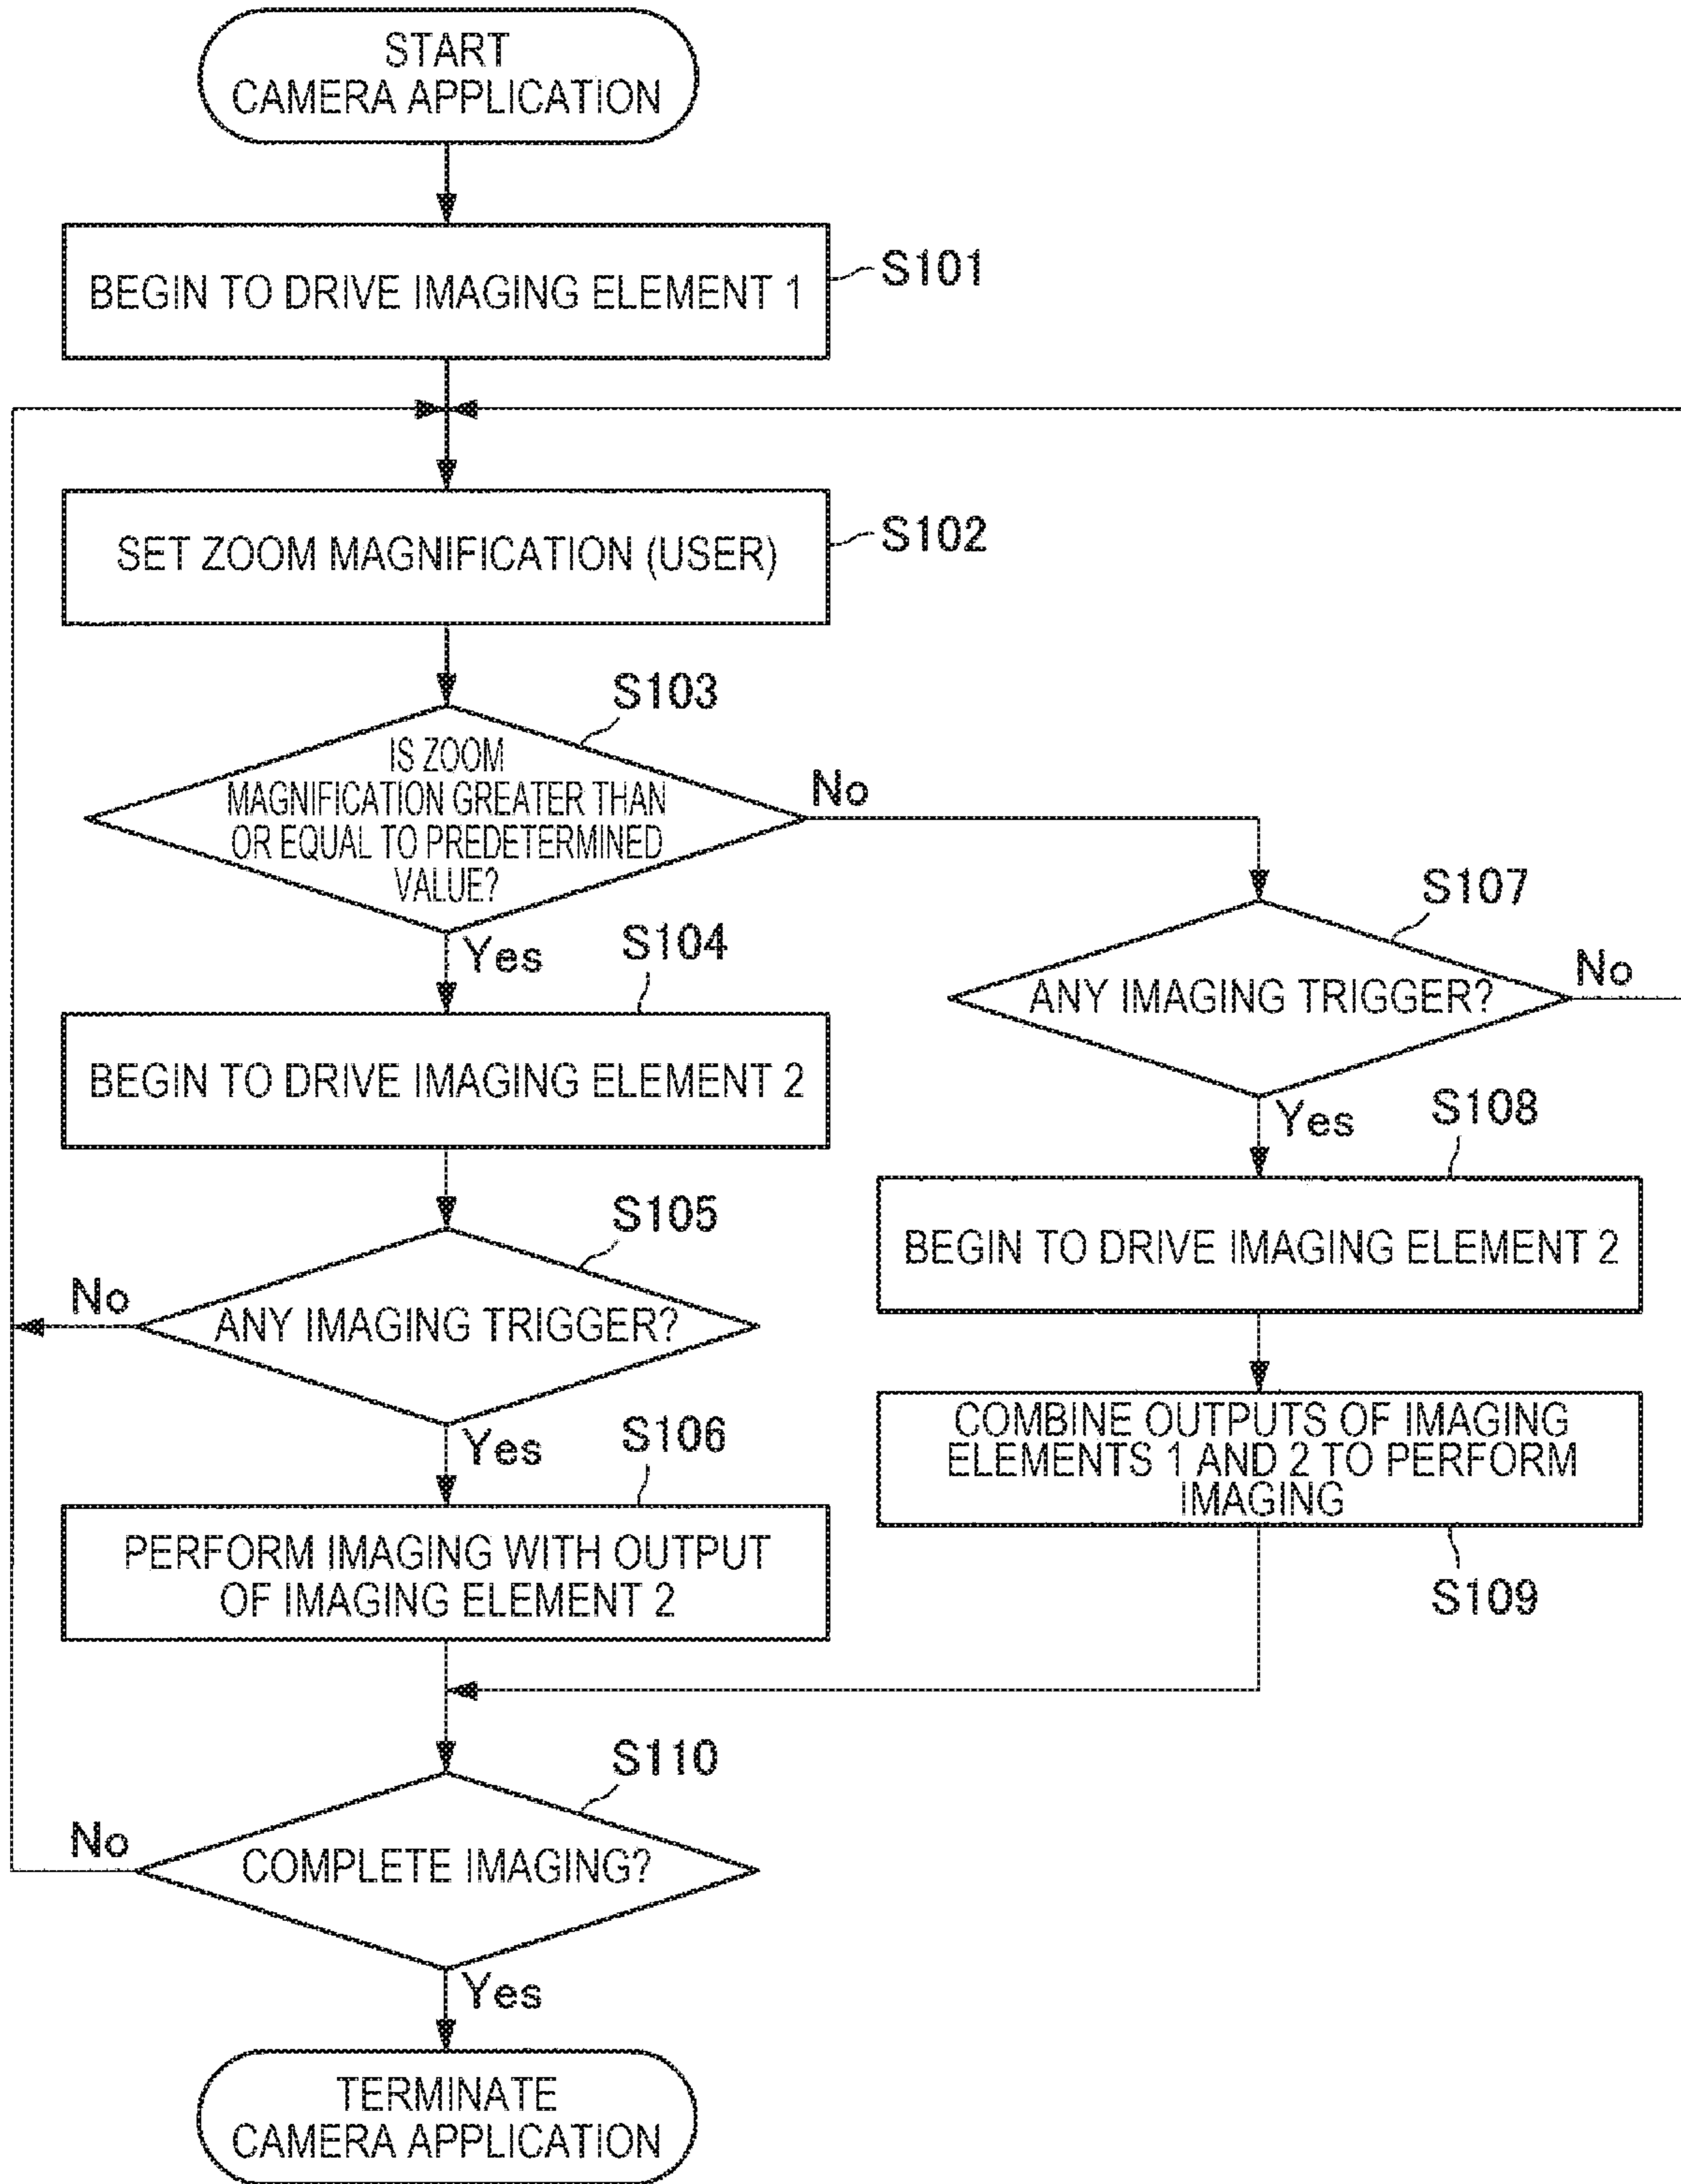 START
CAMERA APPLICATION
BEGIN TO DRIVE IMAGING ELEMENT 1
S101
SET ZOOM MAGNIFICATION (USER)
S102
S103
IS ZOOM
MAGNIFICATION GREATER THAN
OR EQUAL TO PREDETERMINED
VALUE?
No
Yes
S104
BEGIN TO DRIVE IMAGING ELEMENT 2
S105
ANY IMAGING TRIGGER?
No
Yes
S106
PERFORM IMAGING WITH OUTPUT
OF IMAGING ELEMENT 2
S107
ANY IMAGING TRIGGER?
No
Yes
S108
BEGIN TO DRIVE IMAGING ELEMENT 2
COMBINE OUTPUTS OF IMAGING
ELEMENTS 1 AND 2 TO PERFORM
IMAGING
S109
S110
COMPLETE IMAGING?
No
Yes
TERMINATE
CAMERA APPLICATION